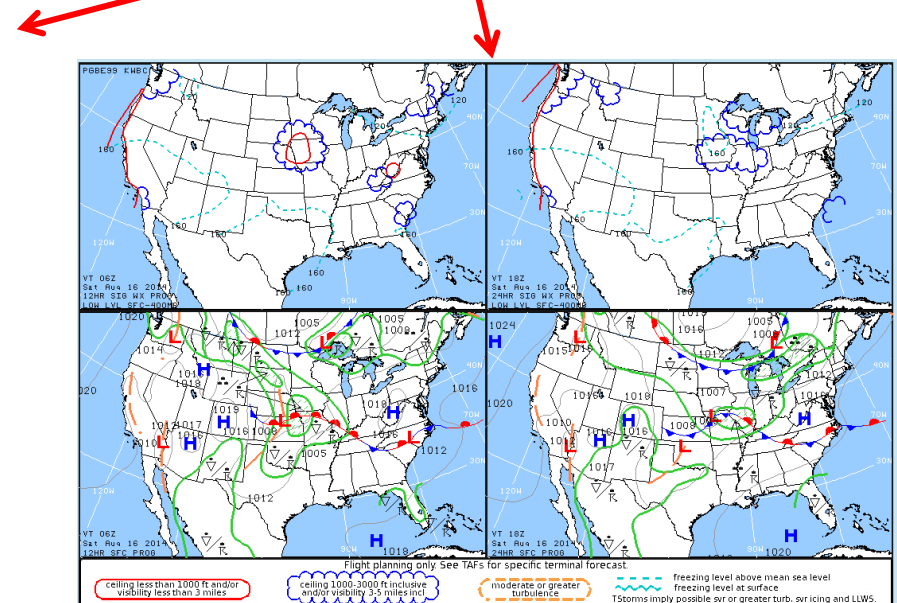 PGBE99 KWBC
120
120
120
40N
160
70W
30N
160
160
160
160
160
120W
90W
VT 06Z
Sat Aug 16 2014
12HR SIG WX PROG
LOW LVL SFC-400MB
120
120
40N
160
160
70W
30N
160
160
120W
90W
VT 18Z
Sat Aug 16 2014
24HR SIG WX PROG
LOW LVL SFC-400MB
1020
1005
1005
1012
1014
L
L
H
40N
1018
1016
020
1019
H
H
1018
L
1016
1008
70W
1017
H
L
L
1012
1005
30N
1012
120W
VT 06Z
Sat Aug 16 2014
12HR SFC PROG
H
1018
90W
1024
H
L
1016
1005
L
1015
1012
40N
1012
1020
1016
H
1007
L
H
70W
1016
H
1016
1008
L
L
1017
30N
120W
VT 18Z
Sat Aug 16 2014
24HR SFC PROG
H
1020
90W
Flight planning only. See TAFs for specific terminal forecast.
ceiling less than 1000 ft and/or
visibility less than 3 miles
ceiling 1000-3000 ft inclusive
and/or visibility 3-5 miles incl
moderate or greater
turbulence
freezing level above mean sea level
freezing level at surface
TStorms imply possible svr or greater turb, svr icing and LLWS.